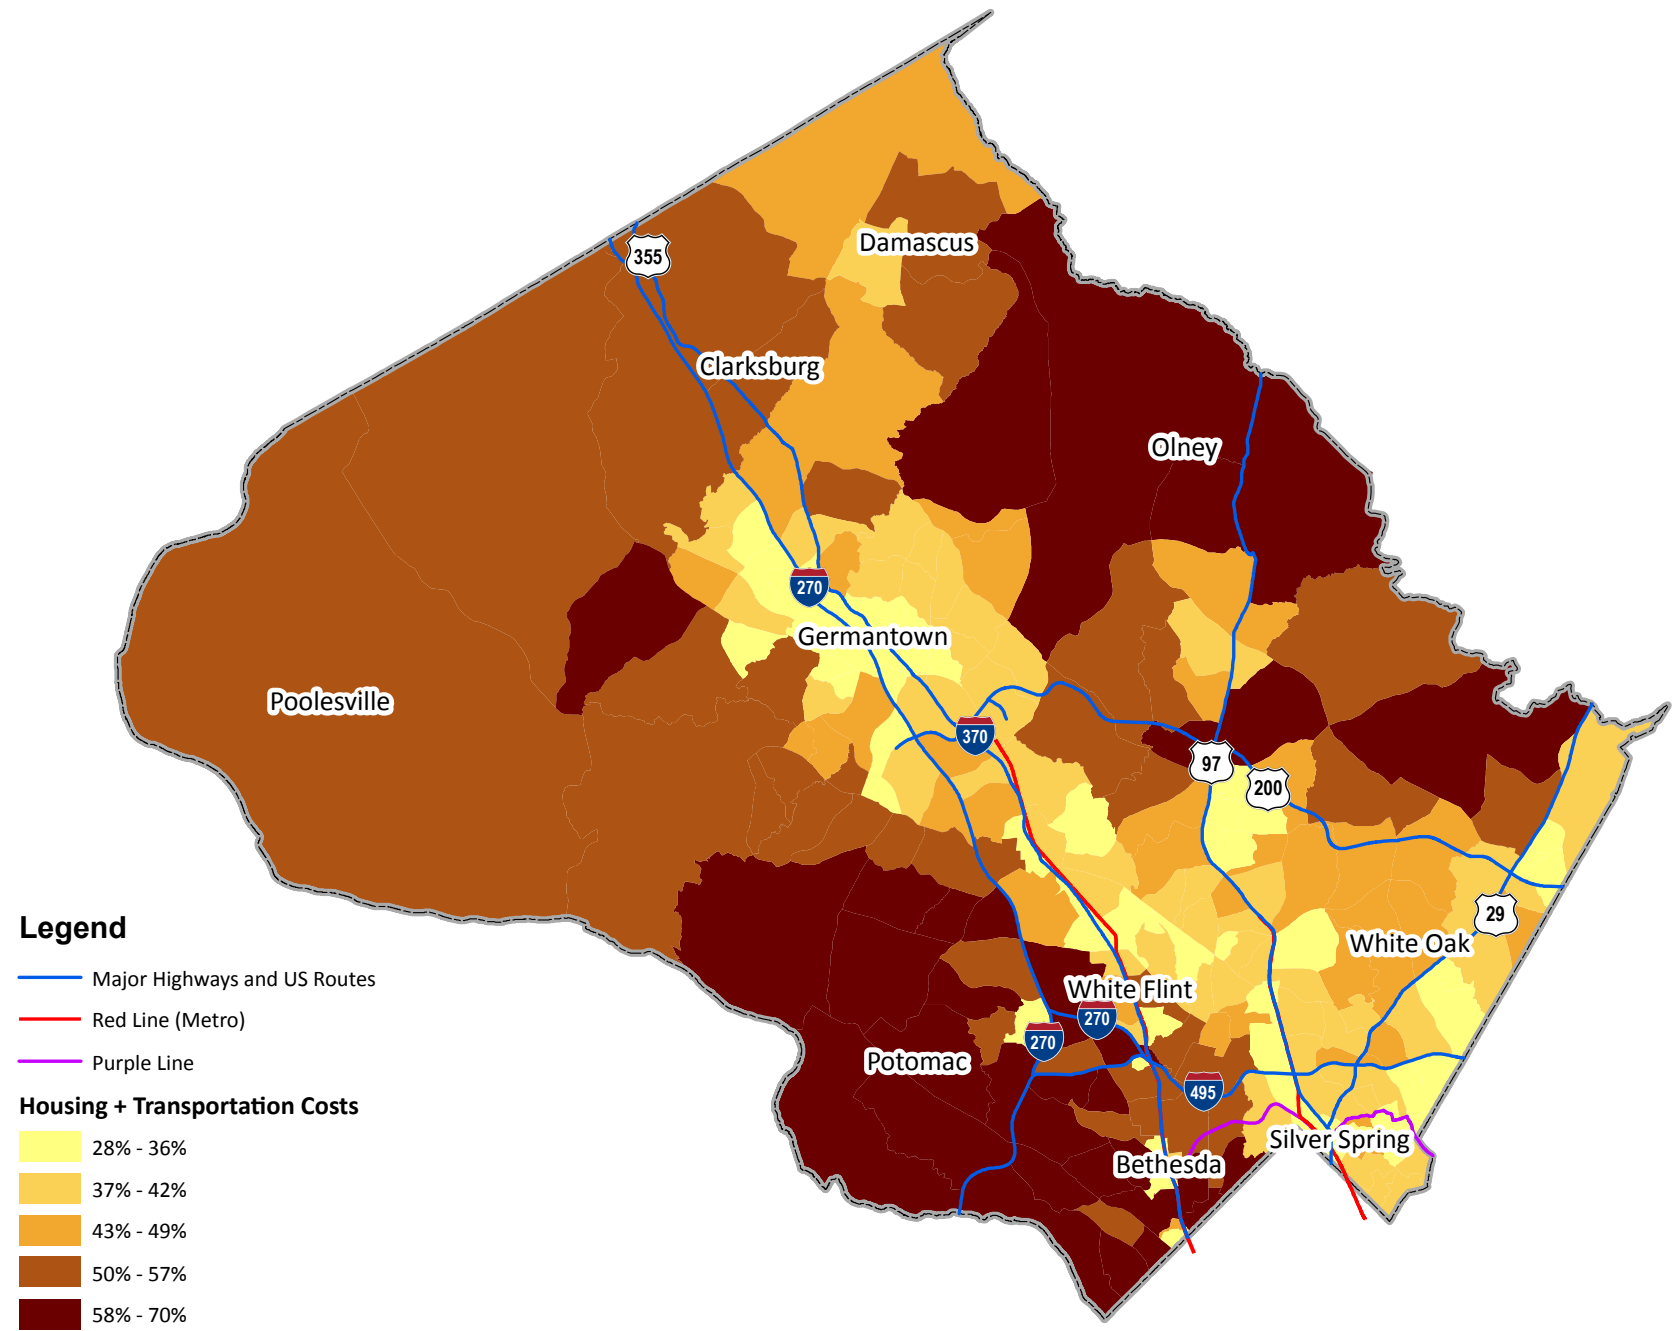 355
Damascus
Clarksburg
Olney
270
Germantown
Poolesville
370
97
200
29
White Oak
White Flint
270
270
Potomac
495
Silver Spring
Bethesda
Legend
Major Highways and US Routes
Red Line (Metro)
Purple Line
Housing + Transportation Costs
28% - 36%
37% - 42%
43% - 49%
50% - 57%
58% - 70%